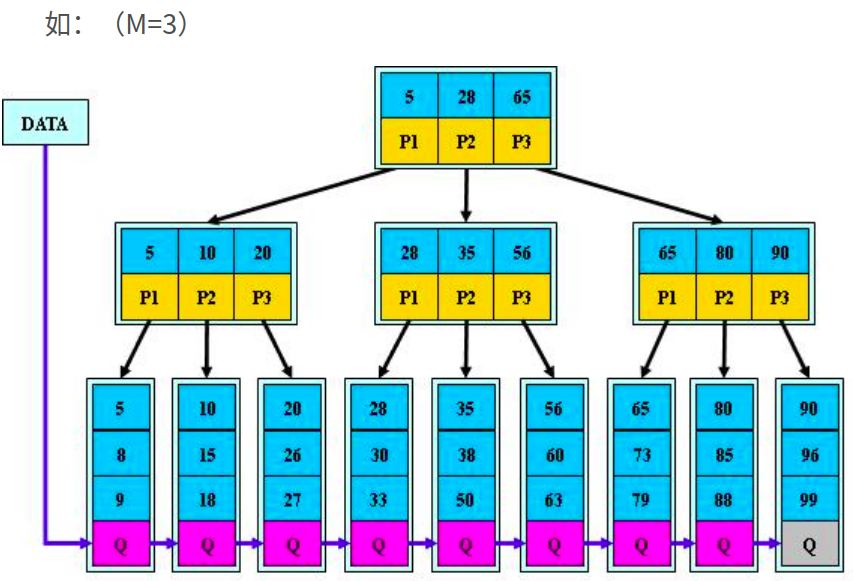 如：（M=3）
5 28 65
DATA
P1 P2 P3
5 10 20 28 35 56 65 80 90
P1 P2 P3 P1 P2 P3 P1 P2 P3
5 10 20 28 35 56 65 80 90
8 15 26 30 38 60 73 85 96
9 18 27 33 50 63 79 88 99
Q Q Q Q Q Q Q Q Q